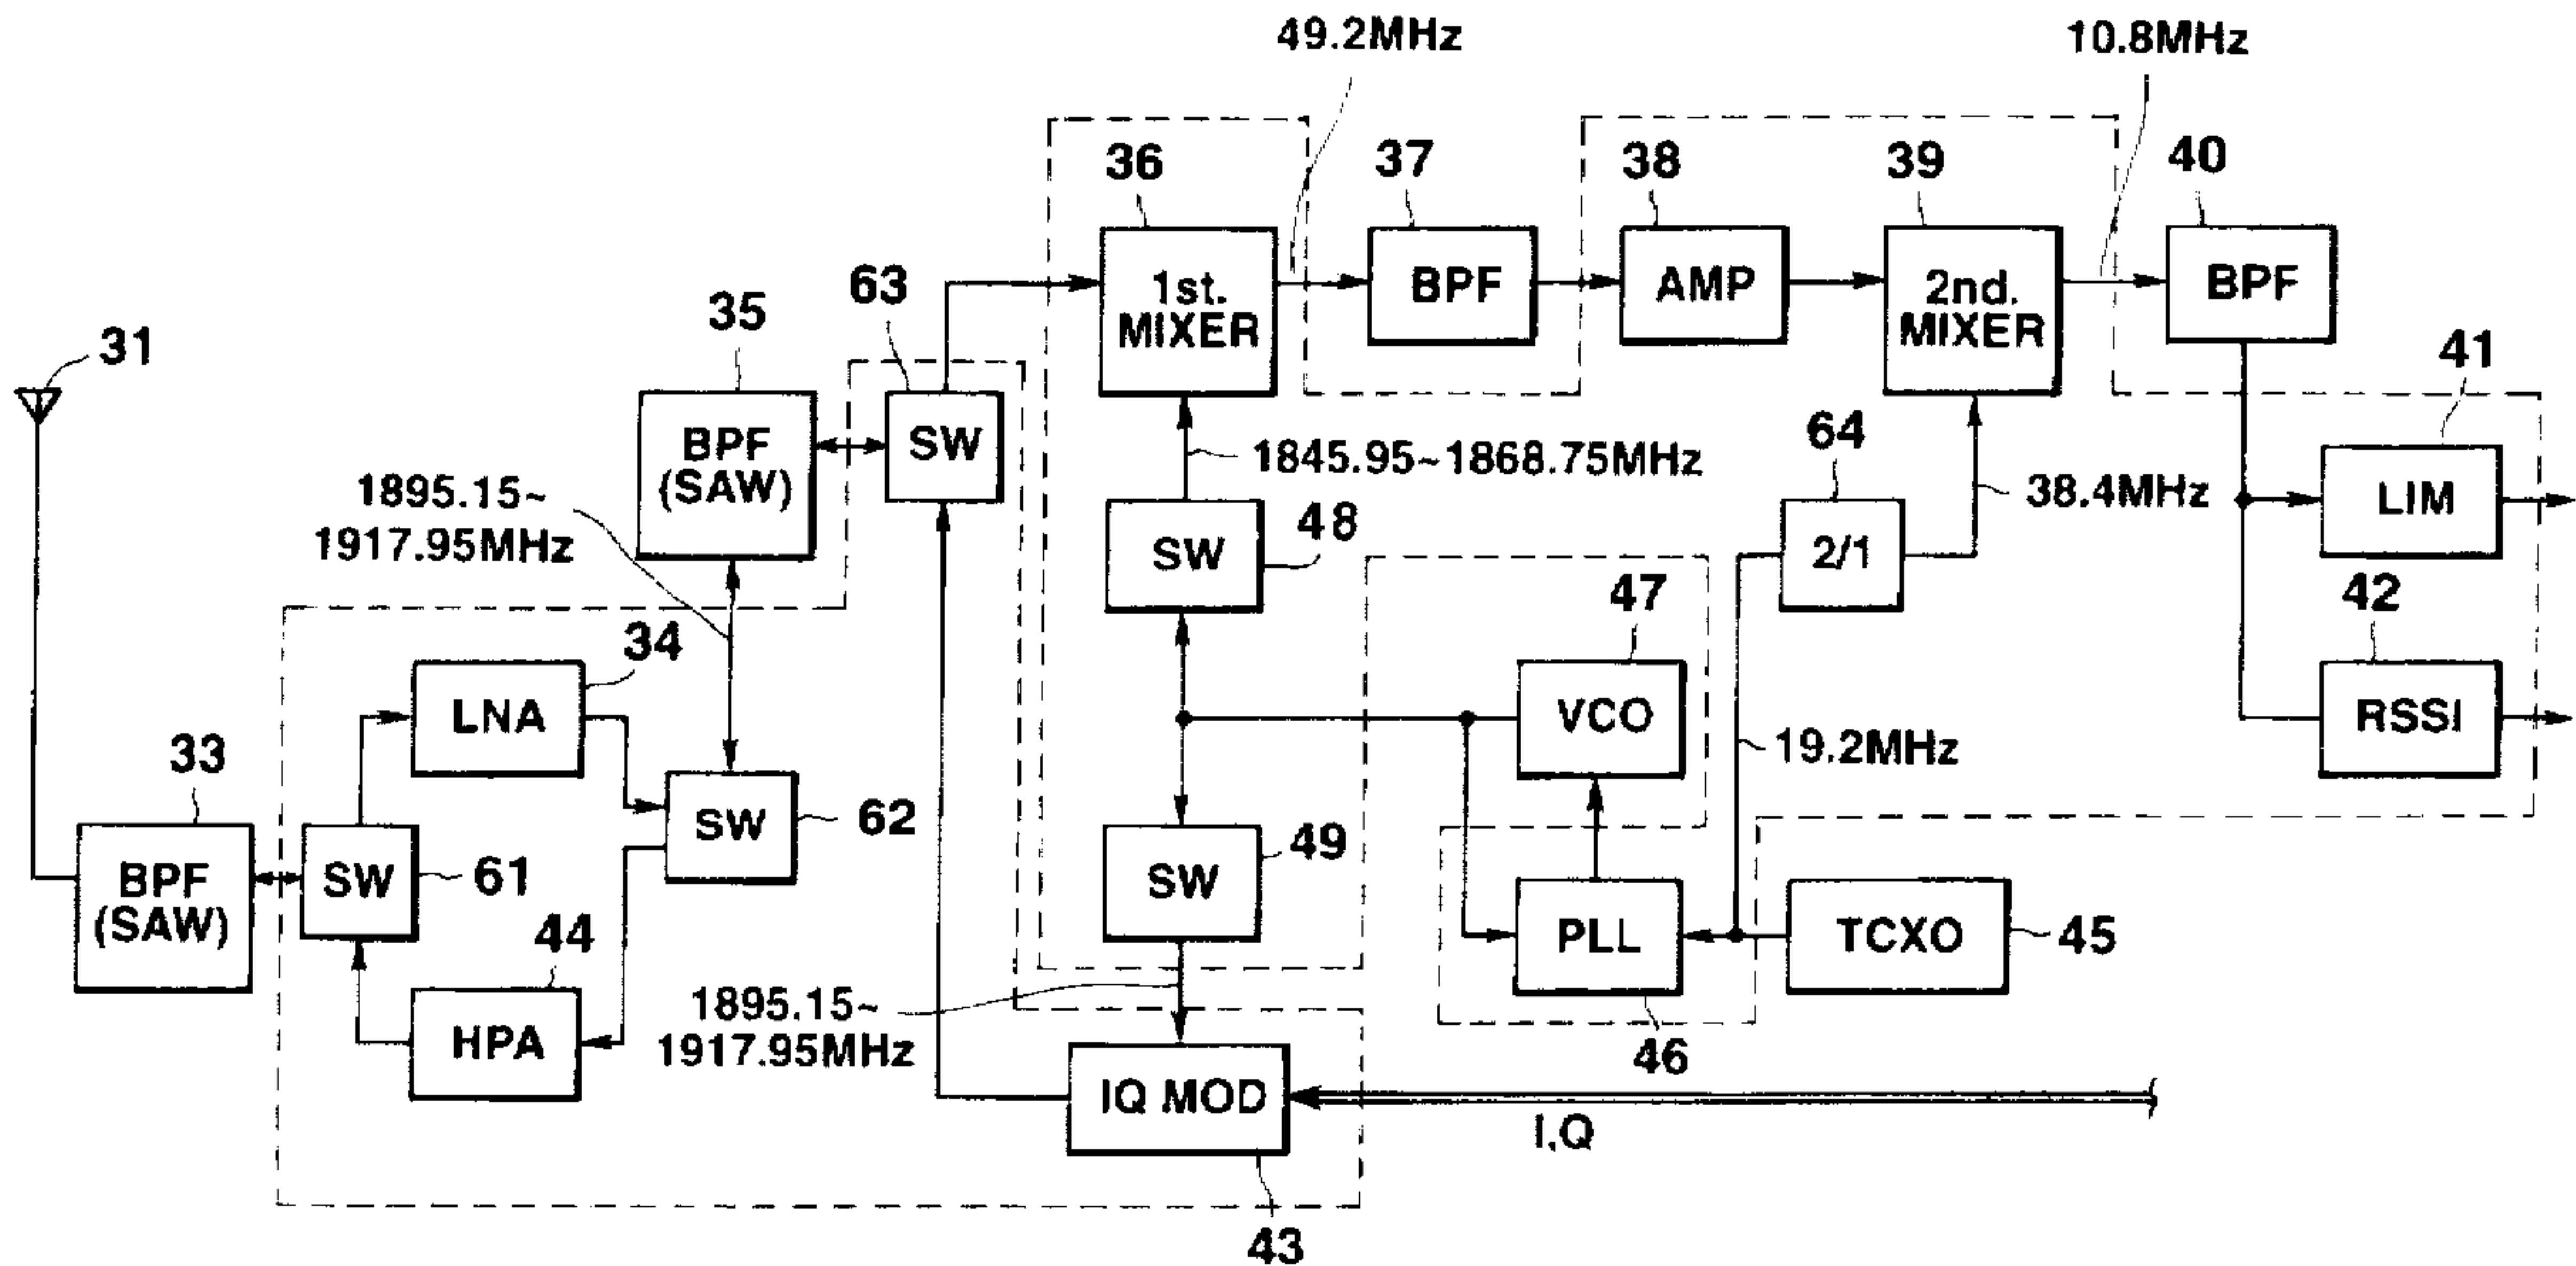 49.2MHz
10.8MHz
36
37
38
39
40
1st.
MIXER
BPF
AMP
2nd.
MIXER
BPF
63
35
31
41
BPF
(SAW)
SW
64
1845.95~1868.75MHz
1895.15~
1917.95MHz
38.4MHz
LIM
48
SW
2/1
47
42
34
LNA
VCO
RSSI
33
19.2MHz
SW
62
49
BPF
(SAW)
SW
61
SW
44
PLL
TCXO
45
1895.15~
1917.95MHz
HPA
46
IQ MOD
I,Q
43